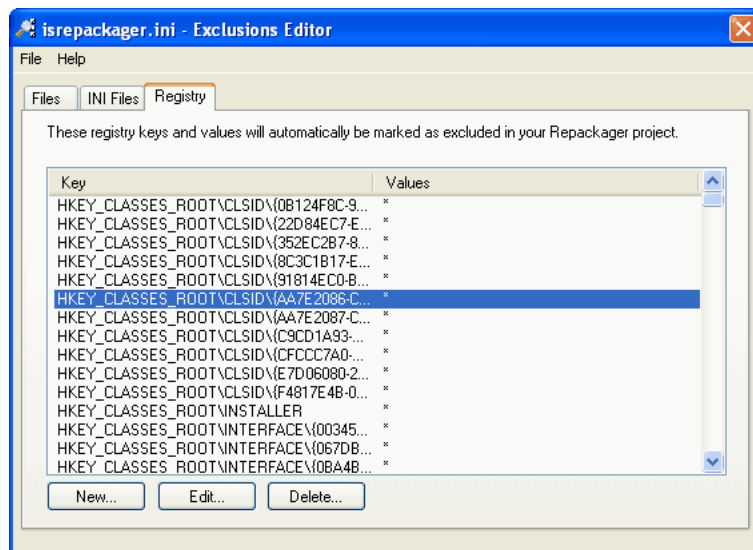 isrepackager.ini - Exclusions Editor
File Help
Files INI Files Registry
These registry keys and values will automatically be marked as excluded in your Repackager project.
Key Values
HKEY_CLASSES_ROOT\CLSID\{0B124F8C-9... *
HKEY_CLASSES_ROOT\CLSID\{22D84EC7-E... *
HKEY_CLASSES_ROOT\CLSID\{352EC2B7-8... *
HKEY_CLASSES_ROOT\CLSID\{8C3C1B17-E... *
HKEY_CLASSES_ROOT\CLSID\{91814EC0-B... *
HKEY_CLASSES_ROOT\CLSID\{AA7E2086-C... *
HKEY_CLASSES_ROOT\CLSID\{AA7E2087-C... *
HKEY_CLASSES_ROOT\CLSID\{C9CD1A93-... *
HKEY_CLASSES_ROOT\CLSID\{CFCCC7A0-... *
HKEY_CLASSES_ROOT\CLSID\{E7D06080-2... *
HKEY_CLASSES_ROOT\CLSID\{F4817E4B-0... *
HKEY_CLASSES_ROOT\INSTALLER *
HKEY_CLASSES_ROOT\INTERFACE\{00345... *
HKEY_CLASSES_ROOT\INTERFACE\{067DB... *
HKEY_CLASSES_ROOT\INTERFACE\{0BA4B... *
New... Edit... Delete...